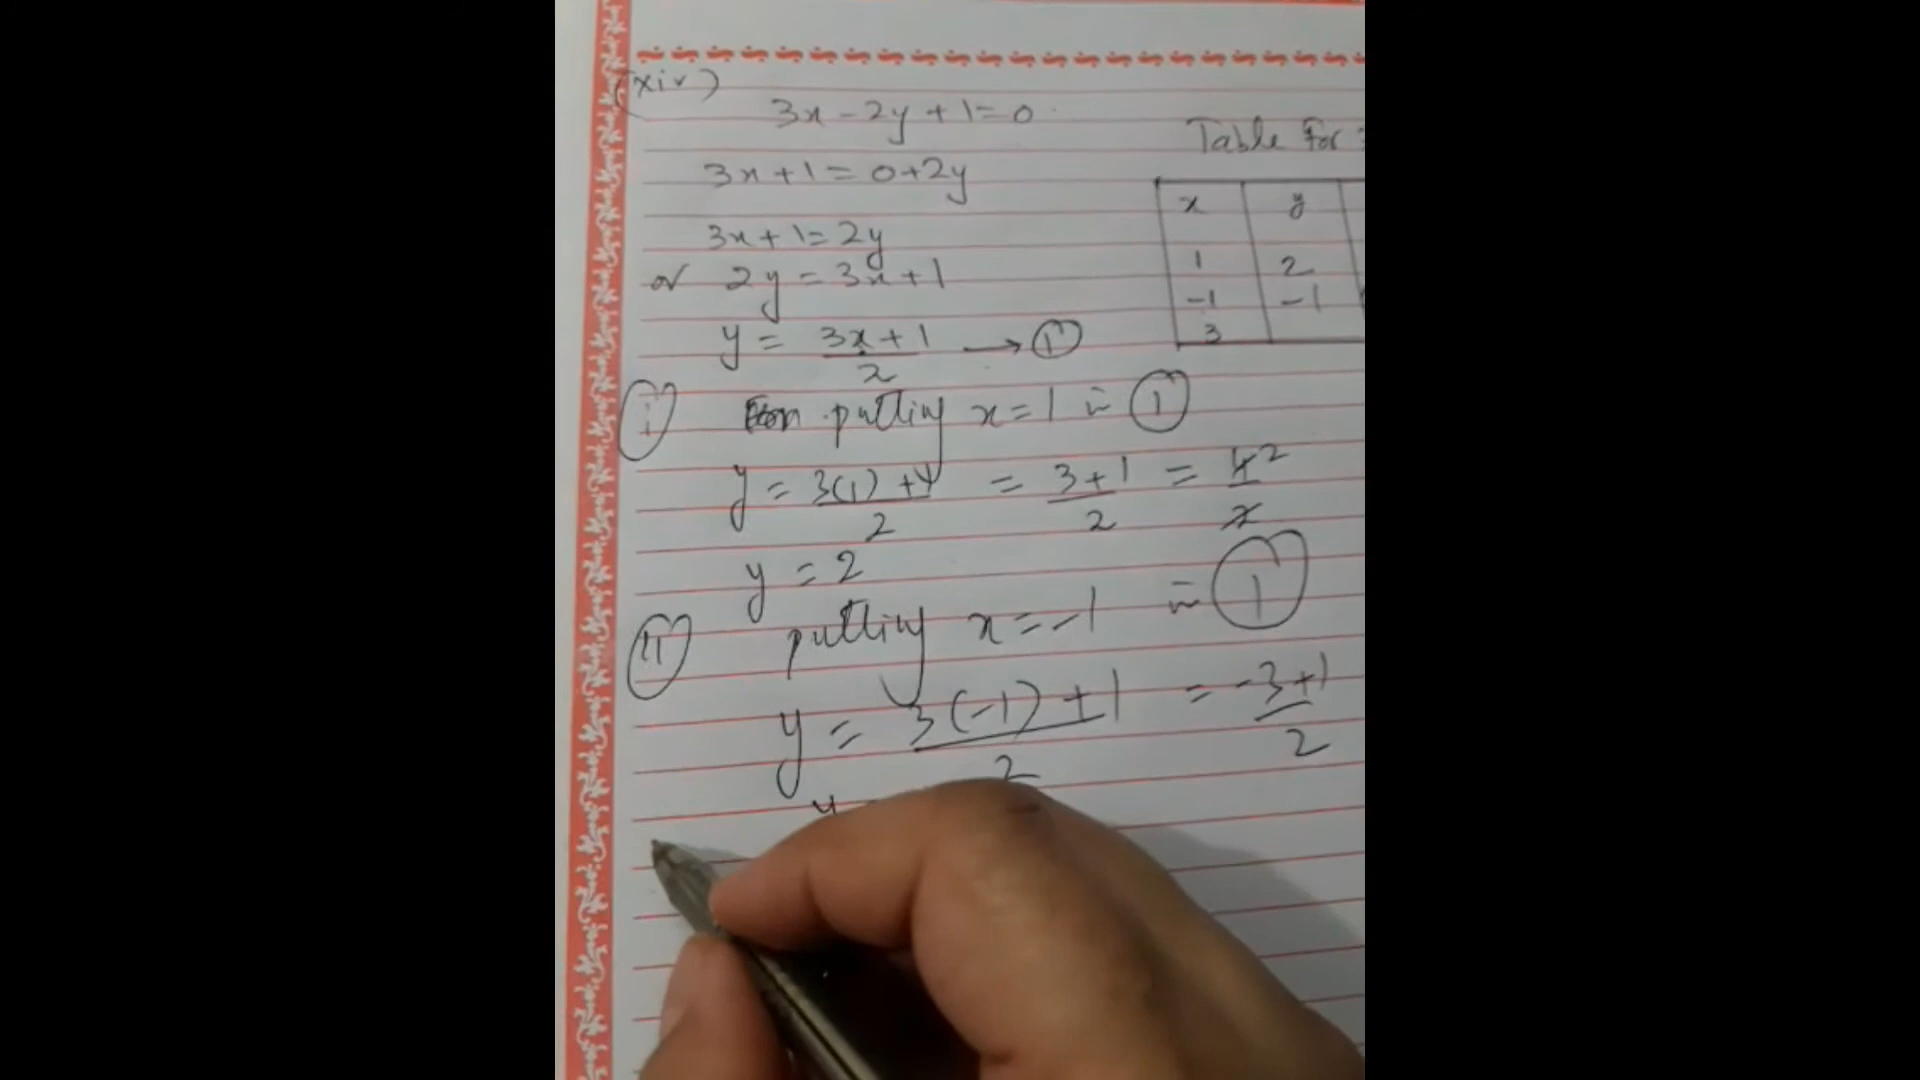 (xiv)
3x - 2y + 1 = 0
3x + 1 = 0 + 2y
3x + 1 = 2y
or 2y = 3x + 1
y = 3x + 1 / 2 → ①
Table For
x y
1 2
-1 -1
3
(i) putting x = 1 in ①
y = 3(1) + 1 / 2 = 3 + 1 / 2 = 4 2 / 2
y = 2
(ii) putting x = -1 in ①
y = 3(-1) + 1 / 2 = -3 + 1 / 2
y